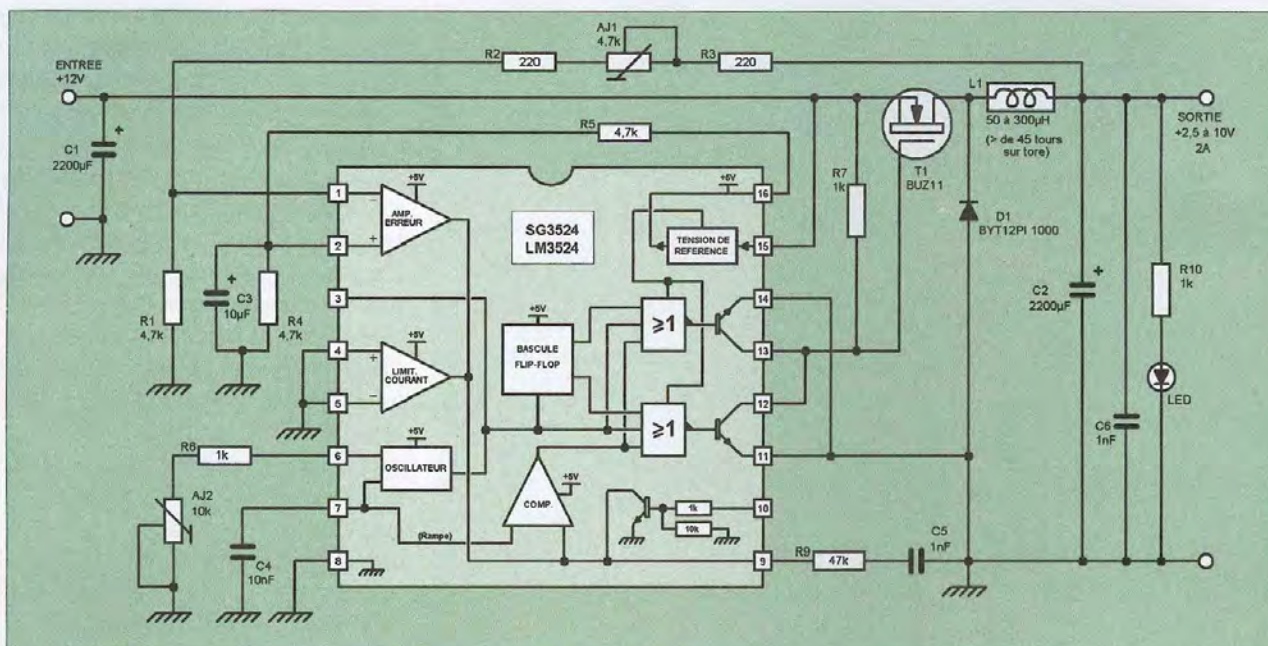 ENTREE
+12V
C1
2200µF
+
R2
220
AJ1
4,7k
R3
220
R5
4,7k
L1
50 à 300µH
(> de 45 tours
sur tore)
SORTIE
+2,5 à 10V
2A
T1
BUZ11
R7
1k
D1
BYT12PI 1000
C2
2200µF
+
R10
1k
LED
C6
1nF
SG3524
LM3524
1
2
3
4
5
6
7
8
16
15
14
13
12
11
10
9
+5V
AMP.
ERREUR
−
+
+5V
TENSION DE
REFERENCE
R1
4,7k
+
C3
10µF
R4
4,7k
+5V
LIMIT.
COURANT
+
−
+5V
BASCULE
FLIP-FLOP
≥1
≥1
R6
1k
AJ2
10k
C4
10nF
+5V
OSCILLATEUR
+5V
COMP.
(Rampe)
1k
10k
R9
47k
C5
1nF